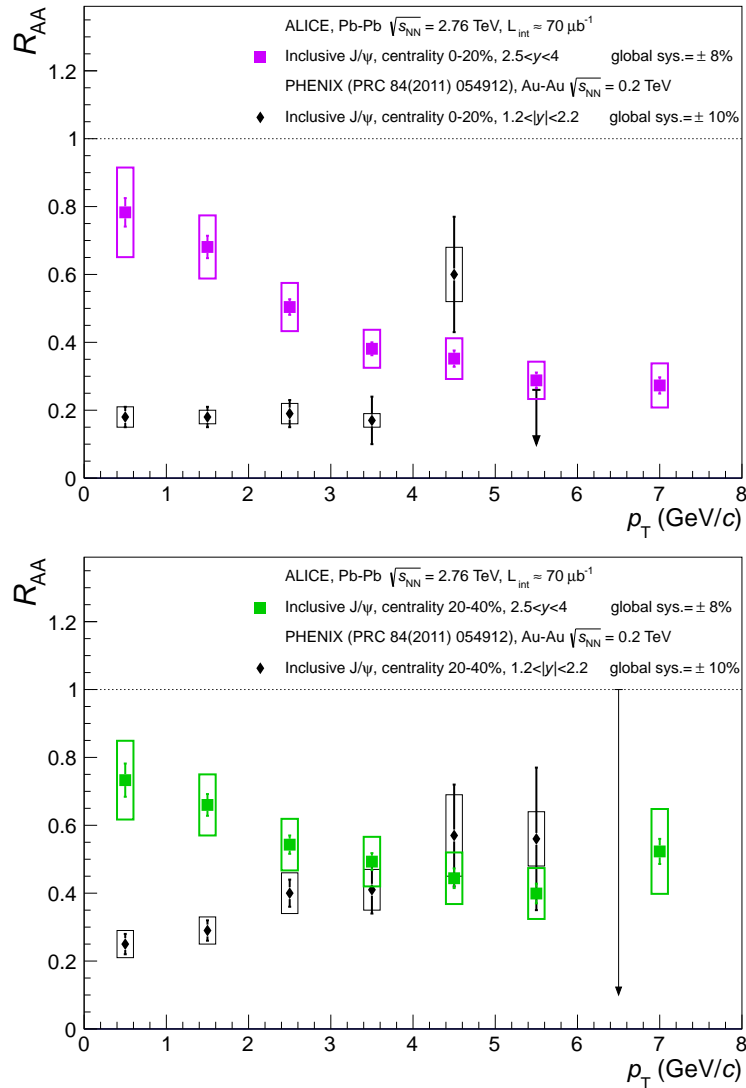 R_AA
ALICE, Pb-Pb √s_NN = 2.76 TeV, L_int ≈ 70 μb⁻¹
Inclusive J/ψ, centrality 0-20%, 2.5<y<4 global sys.= ± 8%
PHENIX (PRC 84(2011) 054912), Au-Au √s_NN = 0.2 TeV
Inclusive J/ψ, centrality 0-20%, 1.2<|y|<2.2 global sys.= ± 10%
1.2
1
0.8
0.6
0.4
0.2
0
0 1 2 3 4 5 6 7 8
p_T (GeV/c)
R_AA
ALICE, Pb-Pb √s_NN = 2.76 TeV, L_int ≈ 70 μb⁻¹
Inclusive J/ψ, centrality 20-40%, 2.5<y<4 global sys.= ± 8%
PHENIX (PRC 84(2011) 054912), Au-Au √s_NN = 0.2 TeV
Inclusive J/ψ, centrality 20-40%, 1.2<|y|<2.2 global sys.= ± 10%
1.2
1
0.8
0.6
0.4
0.2
0
0 1 2 3 4 5 6 7 8
p_T (GeV/c)